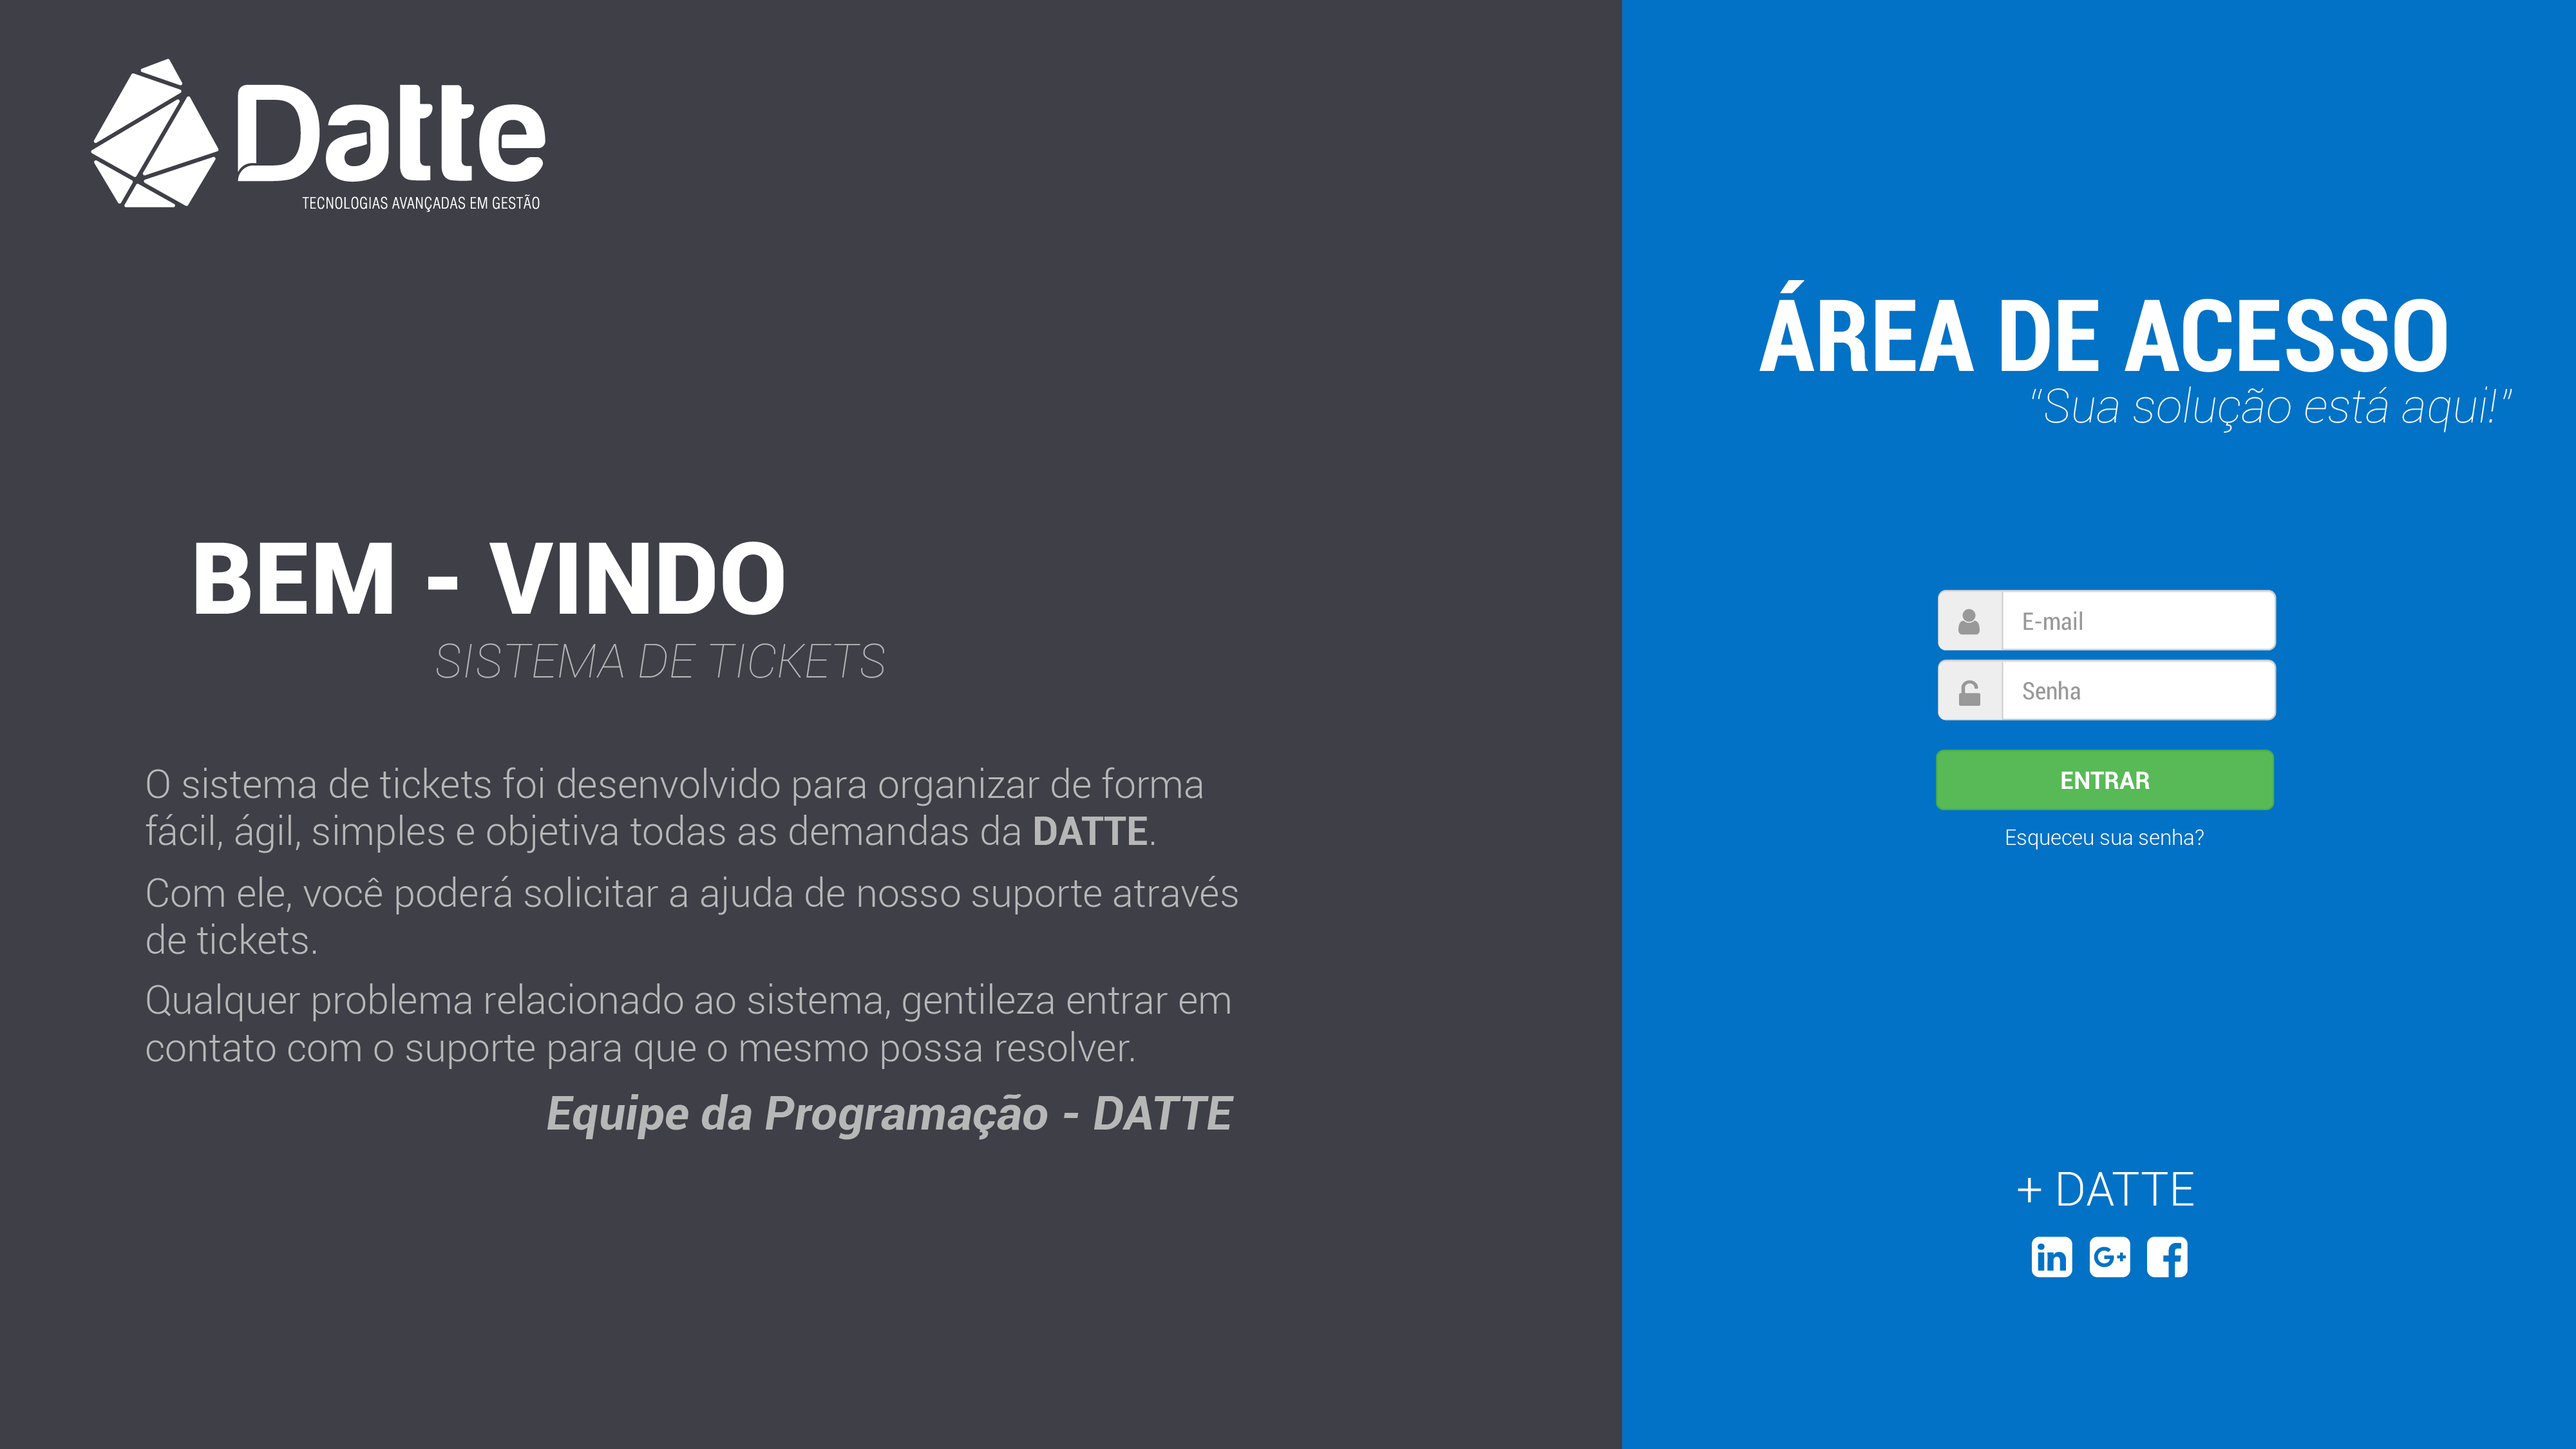 Datte
TECNOLOGIAS AVANÇADAS EM GESTÃO
BEM - VINDO
SISTEMA DE TICKETS
O sistema de tickets foi desenvolvido para organizar de forma
fácil, ágil, simples e objetiva todas as demandas da DATTE.
Com ele, você poderá solicitar a ajuda de nosso suporte através
de tickets.
Qualquer problema relacionado ao sistema, gentileza entrar em
contato com o suporte para que o mesmo possa resolver.
Equipe da Programação - DATTE
ÁREA DE ACESSO
“Sua solução está aqui!”
E-mail
Senha
ENTRAR
Esqueceu sua senha?
+ DATTE
in G+ f